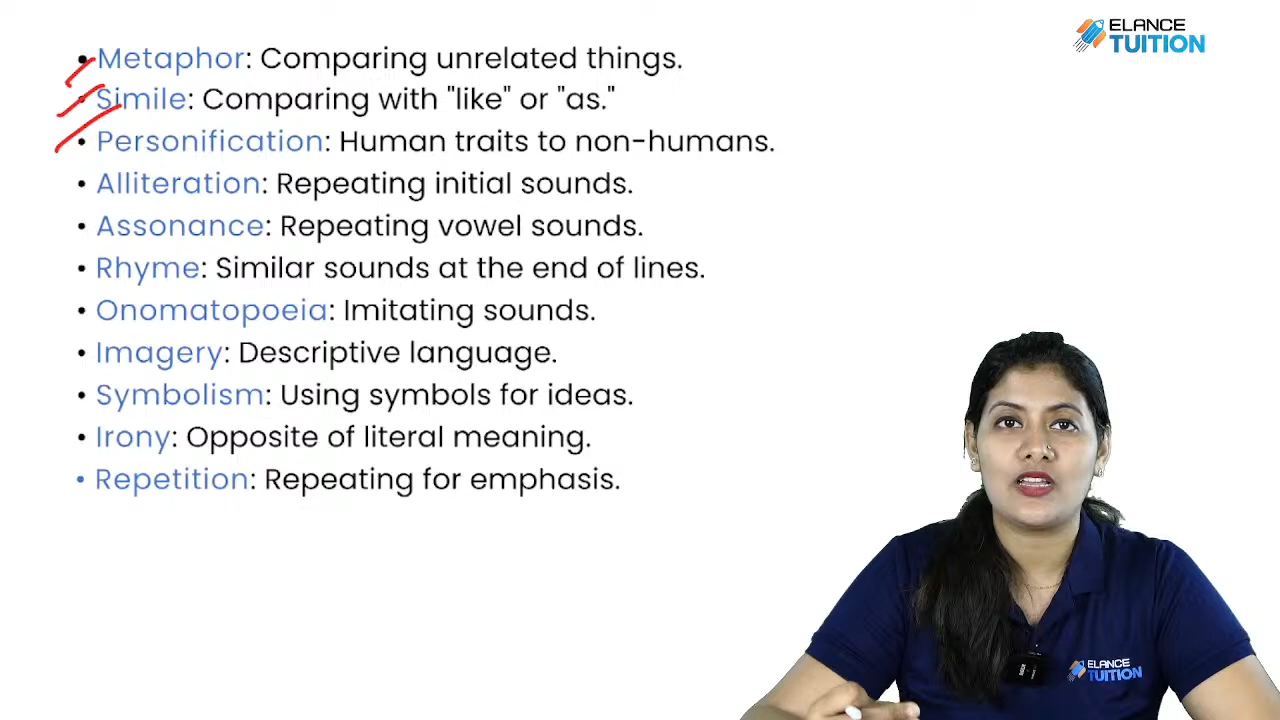 ELANCE
TUITION
• Metaphor: Comparing unrelated things.
• Simile: Comparing with "like" or "as."
• Personification: Human traits to non-humans.
• Alliteration: Repeating initial sounds.
• Assonance: Repeating vowel sounds.
• Rhyme: Similar sounds at the end of lines.
• Onomatopoeia: Imitating sounds.
• Imagery: Descriptive language.
• Symbolism: Using symbols for ideas.
• Irony: Opposite of literal meaning.
• Repetition: Repeating for emphasis.
ELANCE
TUITION